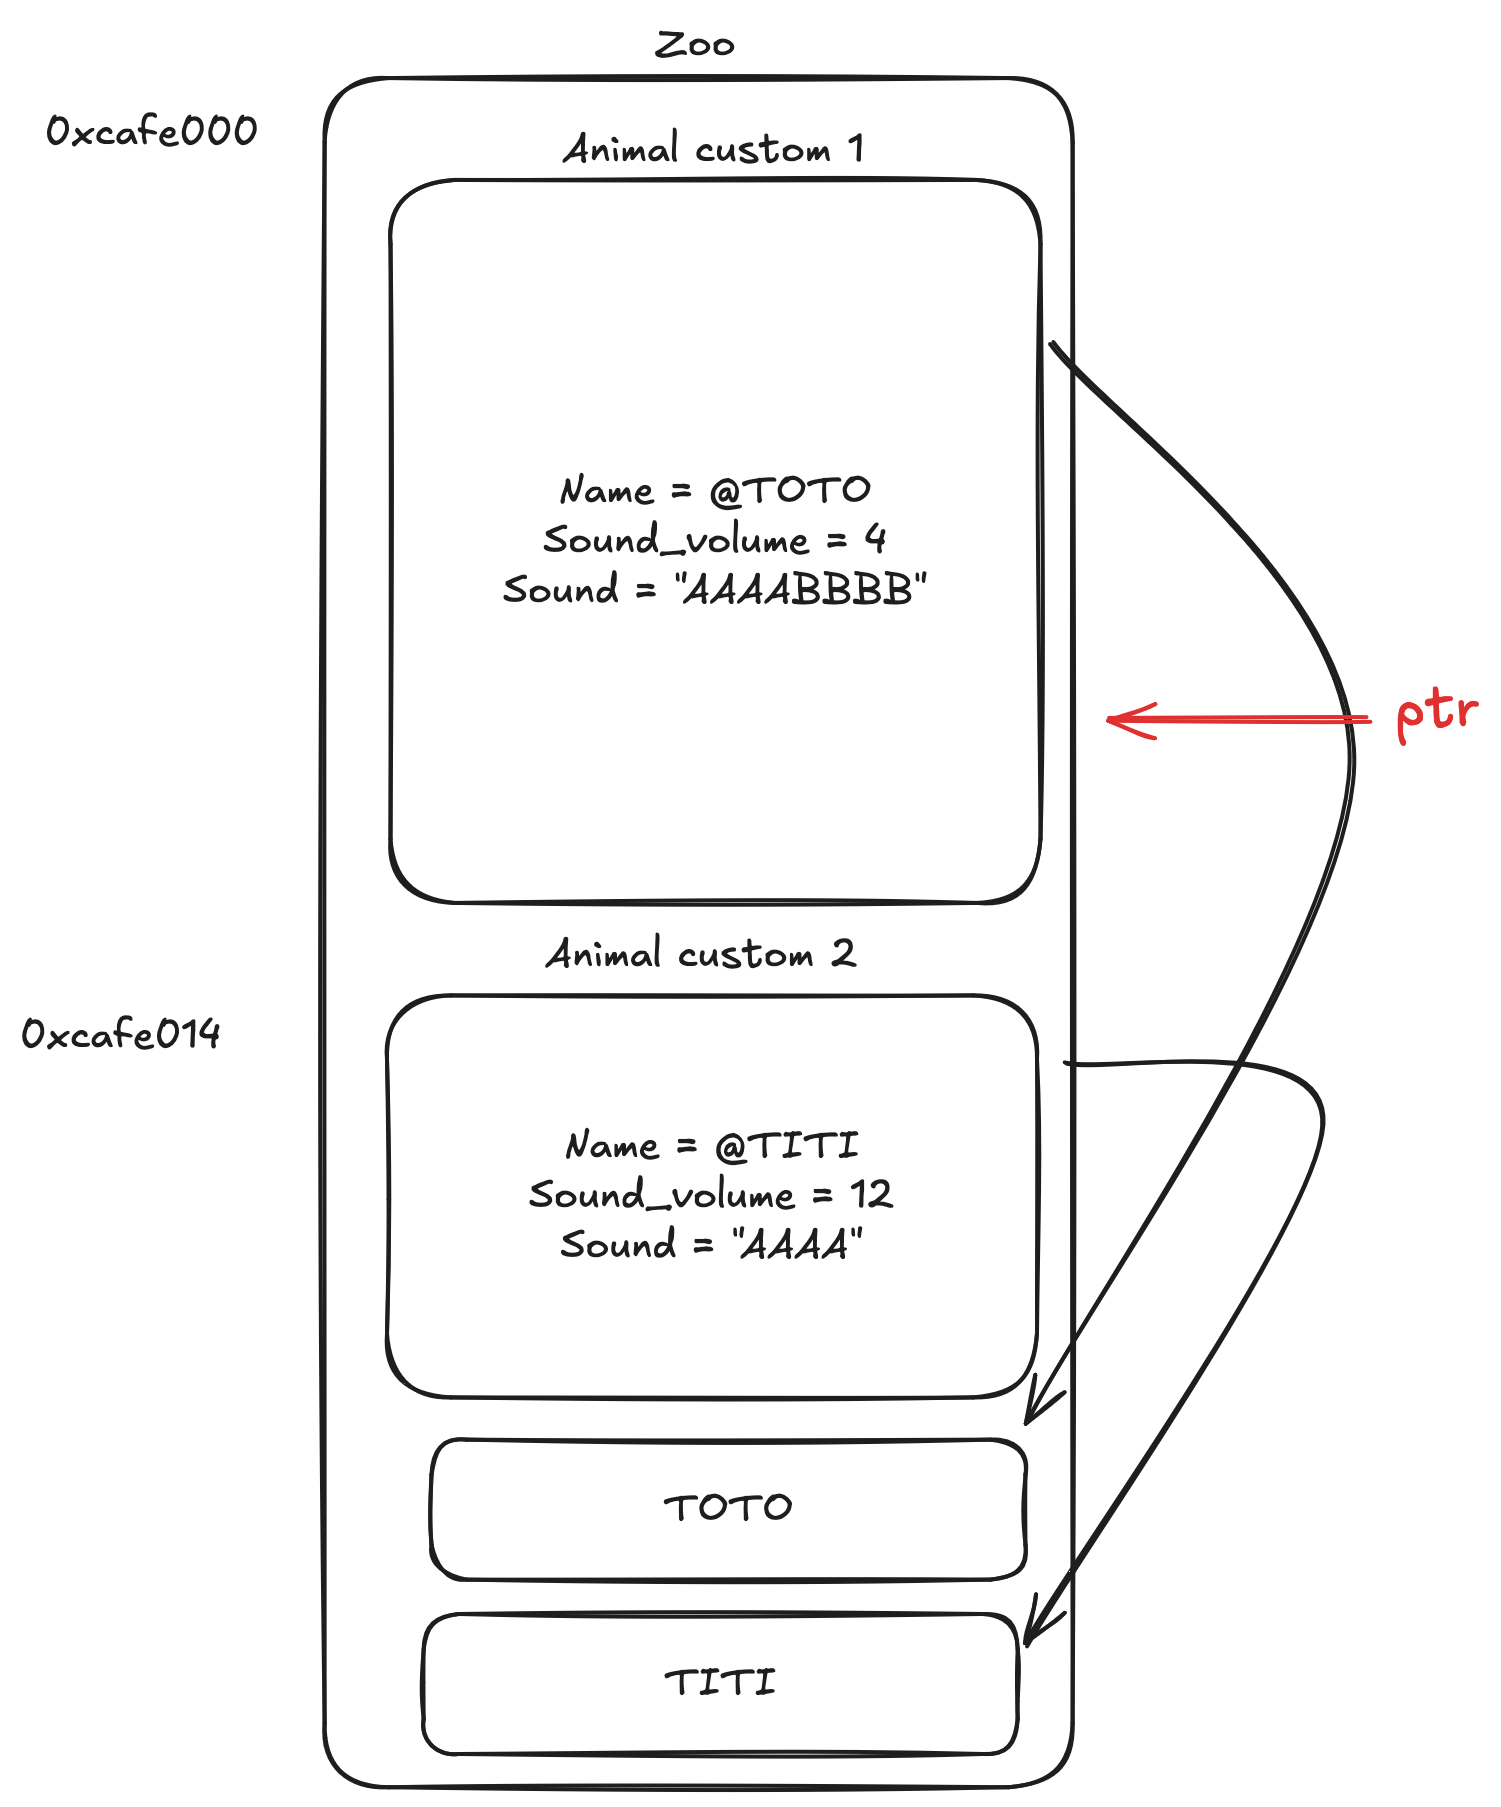 Zoo
0xcafe000
Animal custom 1
Name = @TOTO
Sound_volume = 4
Sound = "AAAABBBB"
ptr
Animal custom 2
0xcafe014
Name = @TITI
Sound_volume = 12
Sound = "AAAA"
TOTO
TITI